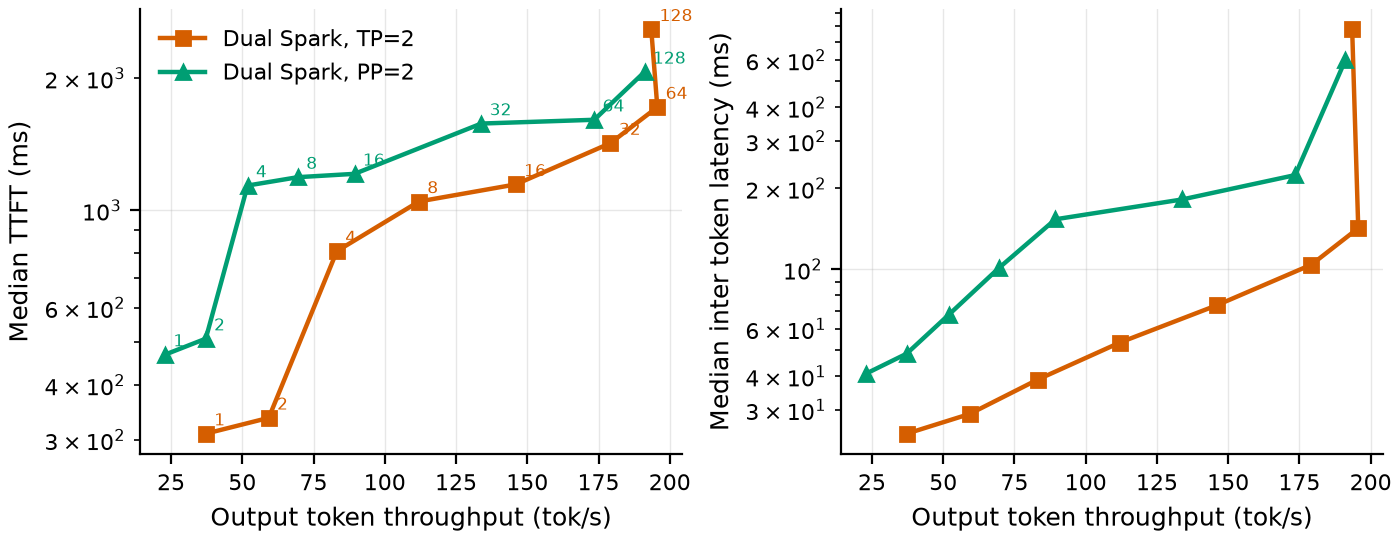 Dual Spark, TP=2
Dual Spark, PP=2
Median TTFT (ms)
2 × 10³
10³
6 × 10²
4 × 10²
3 × 10²
128
128
64
64
32
32
16
16
8
8
4
4
2
2
1
1
25 50 75 100 125 150 175 200
Output token throughput (tok/s)
Median inter token latency (ms)
6 × 10²
4 × 10²
3 × 10²
2 × 10²
10²
6 × 10¹
4 × 10¹
3 × 10¹
25 50 75 100 125 150 175 200
Output token throughput (tok/s)